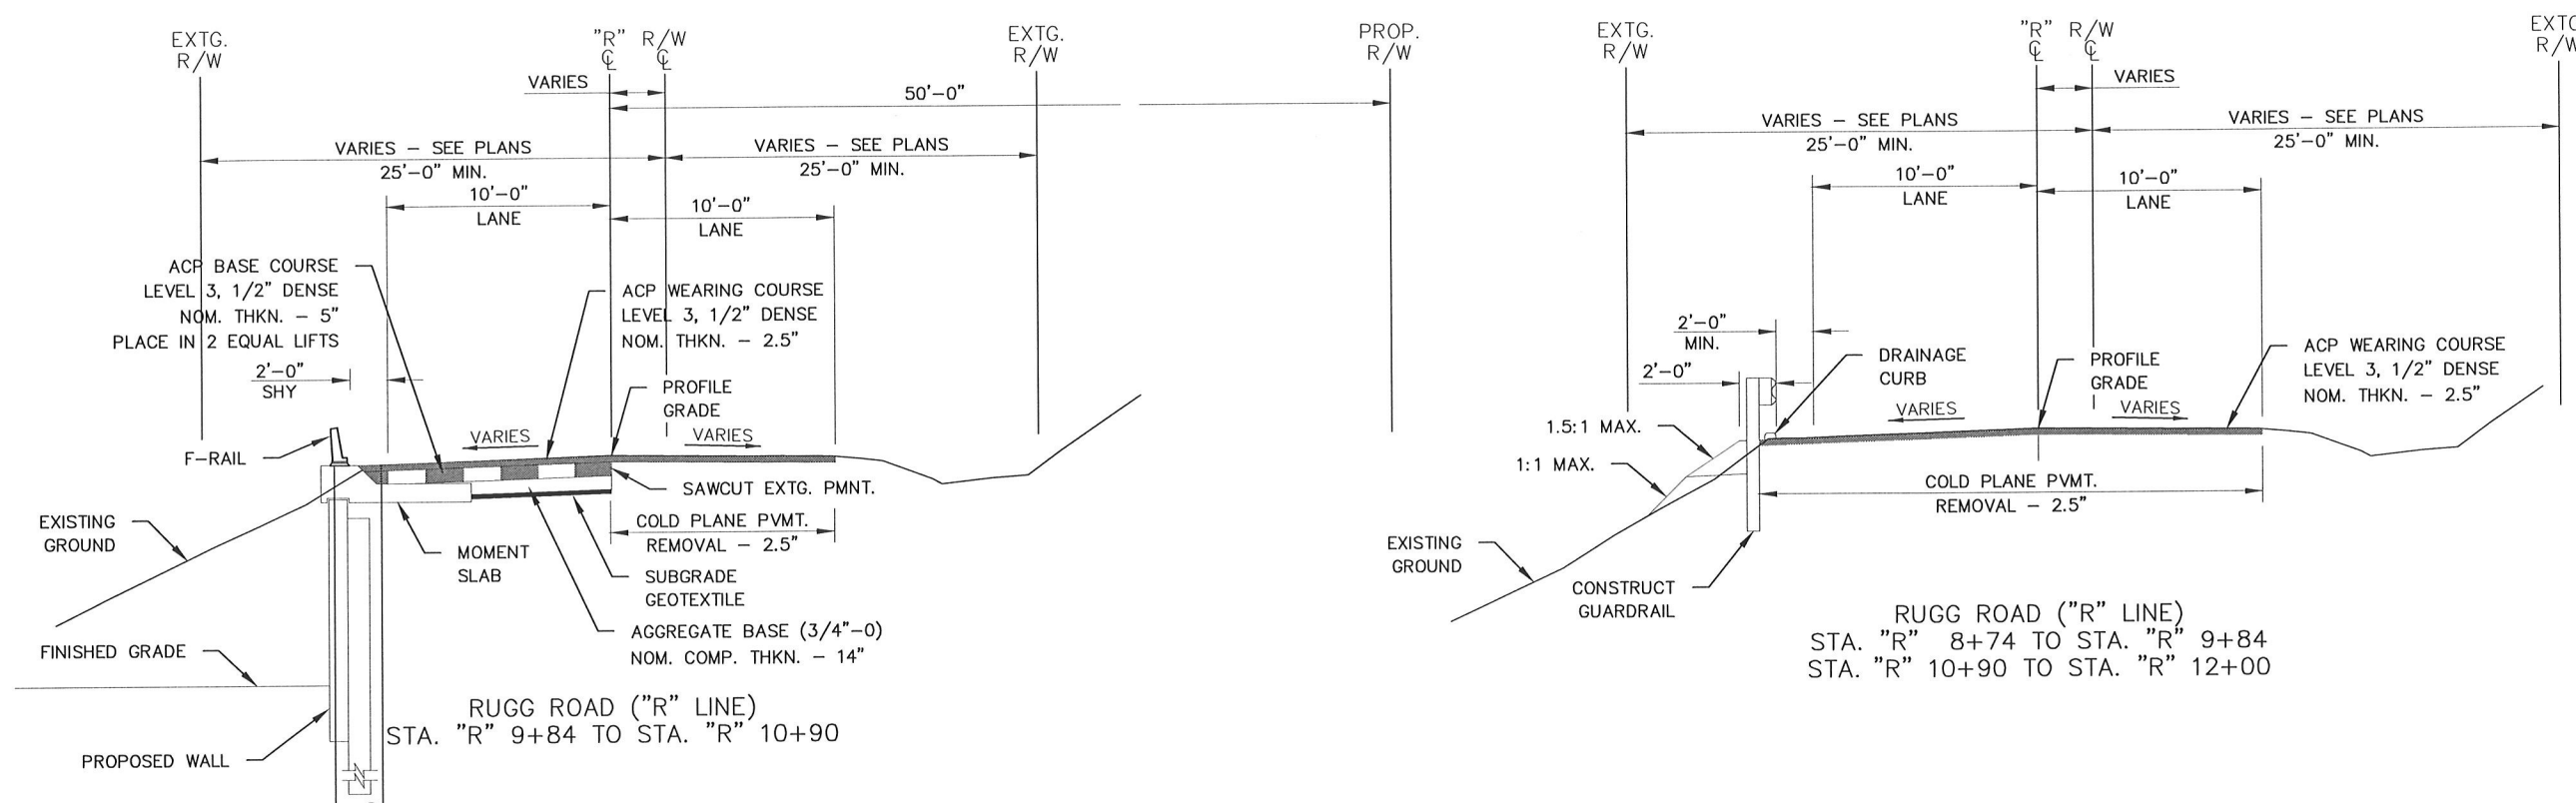 EXTG.
R/W
"R" R/W
℄ ℄
EXTG.
R/W
PROP.
R/W
VARIES
50'-0"
VARIES - SEE PLANS
25'-0" MIN.
VARIES - SEE PLANS
25'-0" MIN.
10'-0"
LANE
10'-0"
LANE
ACP BASE COURSE
LEVEL 3, 1/2" DENSE
NOM. THKN. - 5"
PLACE IN 2 EQUAL LIFTS
ACP WEARING COURSE
LEVEL 3, 1/2" DENSE
NOM. THKN. - 2.5"
2'-0"
SHY
PROFILE
GRADE
VARIES
VARIES
F-RAIL
SAWCUT EXTG. PMNT.
EXISTING
GROUND
COLD PLANE PVMT.
REMOVAL - 2.5"
MOMENT
SLAB
SUBGRADE
GEOTEXTILE
AGGREGATE BASE (3/4"-0)
NOM. COMP. THKN. - 14"
FINISHED GRADE
PROPOSED WALL
RUGG ROAD ("R" LINE)
STA. "R" 9+84 TO STA. "R" 10+90
EXTG.
R/W
"R" R/W
℄ ℄
EXTG
R/W
VARIES
VARIES - SEE PLANS
25'-0" MIN.
VARIES - SEE PLANS
25'-0" MIN.
10'-0"
LANE
10'-0"
LANE
2'-0"
MIN.
2'-0"
DRAINAGE
CURB
PROFILE
GRADE
ACP WEARING COURSE
LEVEL 3, 1/2" DENSE
NOM. THKN. - 2.5"
VARIES
VARIES
1.5:1 MAX.
1:1 MAX.
COLD PLANE PVMT.
REMOVAL - 2.5"
EXISTING
GROUND
CONSTRUCT
GUARDRAIL
RUGG ROAD ("R" LINE)
STA. "R" 8+74 TO STA. "R" 9+84
STA. "R" 10+90 TO STA. "R" 12+00